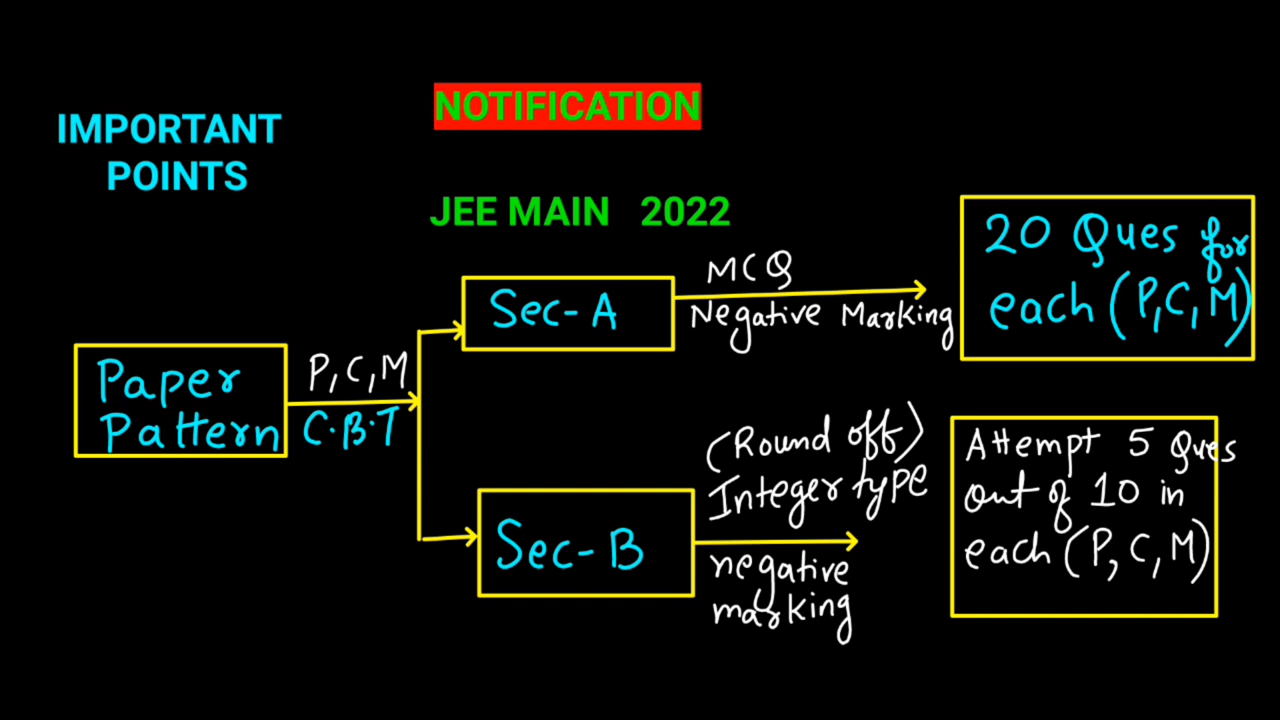 IMPORTANT
POINTS
NOTIFICATION
JEE MAIN 2022
Paper
Pattern
P, C, M
C.B.T
Sec-A
MCQ
Negative Marking
20 Ques for
each (P, C, M)
Sec-B
(Round off)
Integer type
negative
marking
Attempt 5 Ques
out of 10 in
each (P, C, M)